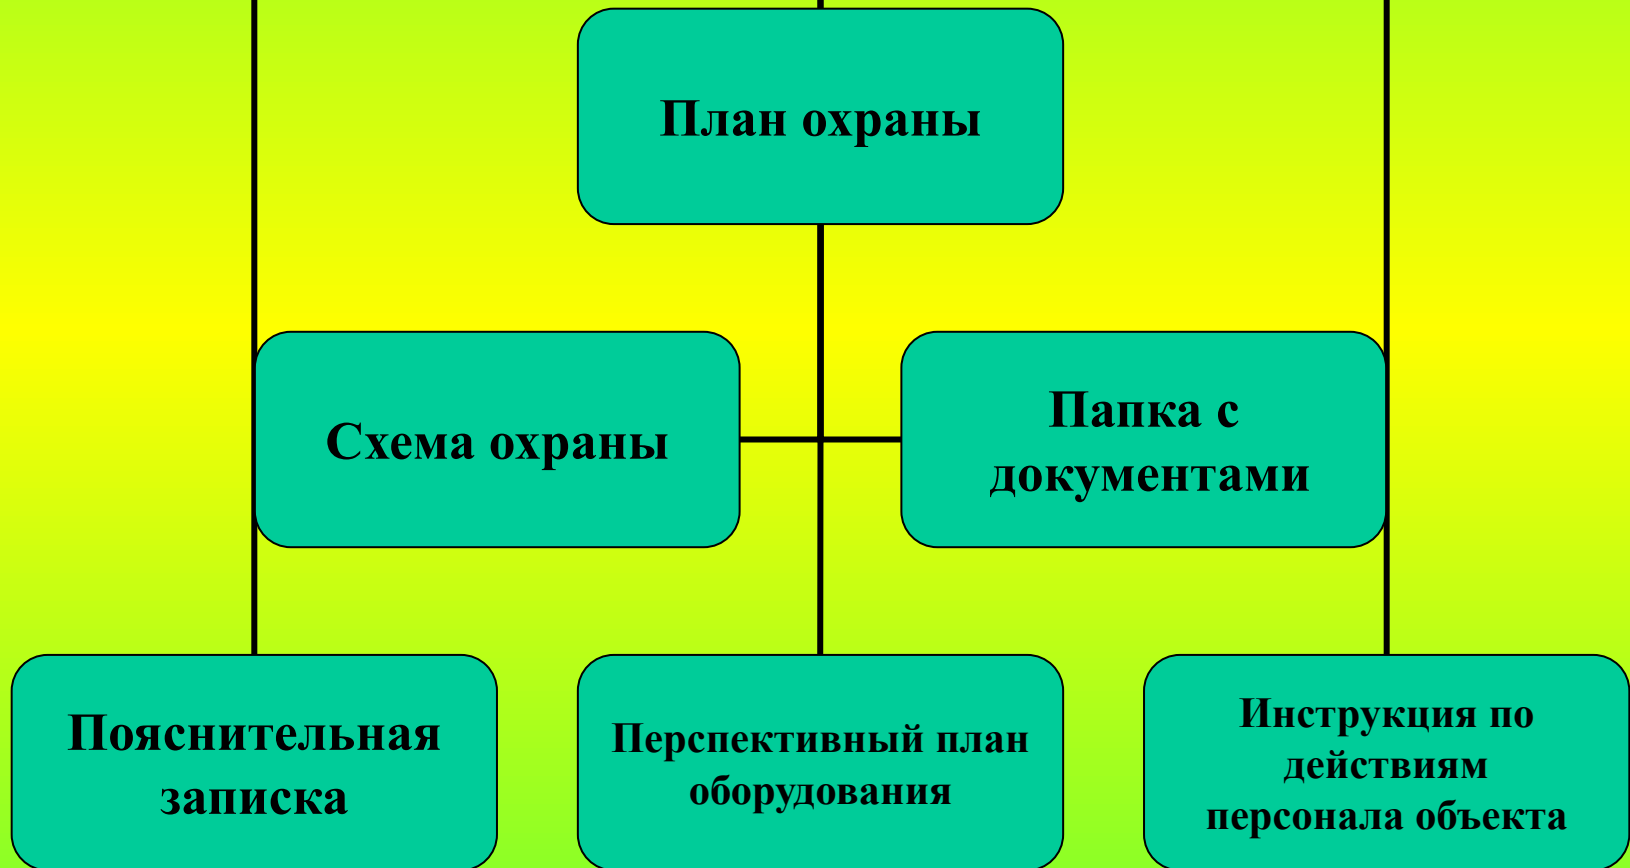 План охраны
Схема охраны
Папка с
документами
Пояснительная
записка
Перспективный план
оборудования
Инструкция по
действиям
персонала объекта